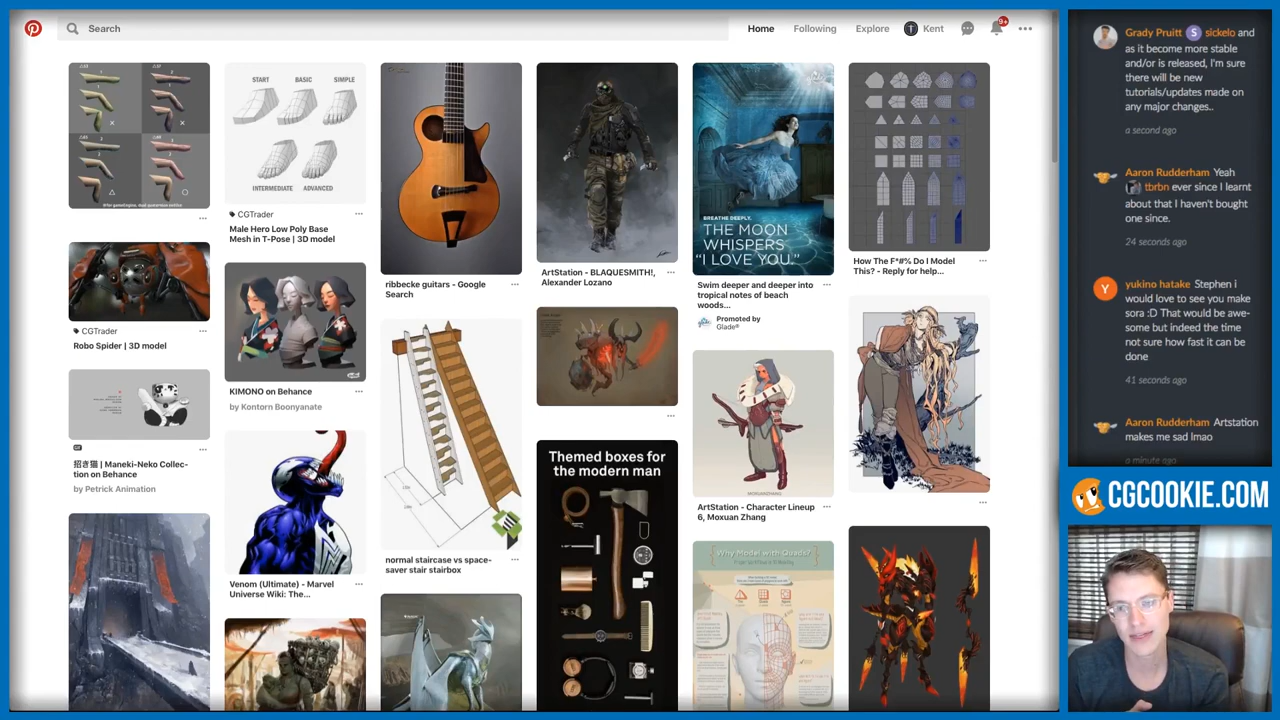 Search
Home
Following
Explore
Kent
9+
START
BASIC
SIMPLE
INTERMEDIATE
ADVANCED
CGTrader
Male Hero Low Poly Base
Mesh in T-Pose | 3D model
CGTrader
Robo Spider | 3D model
KIMONO on Behance
by Kontorn Boonyanate
招き猫 | Maneki-Neko Collec-
tion on Behance
by Petrick Animation
Venom (Ultimate) - Marvel
Universe Wiki: The...
ribbecke guitars - Google
Search
normal staircase vs space-
saver stair stairbox
ArtStation - BLAQUESMITH!,
Alexander Lozano
Themed boxes for
the modern man
BREATHE DEEPLY.
THE MOON
WHISPERS
"I LOVE YOU."
Swim deeper and deeper into
tropical notes of beach
woods...
Promoted by
Glade®
MOXUANZHANG
ArtStation - Character Lineup
6, Moxuan Zhang
Why Model with Quads?
How The F*#% Do I Model
This? - Reply for help...
Grady Pruitt S sickelo and
as it become more stable
and/or is released, I'm sure
there will be new
tutorials/updates made on
any major changes..
a second ago
Aaron Rudderham Yeah
ttbrbn ever since I learnt
about that I haven't bought
one since.
24 seconds ago
Y
yukino hatake Stephen i
would love to see you make
sora :D That would be awe-
some but indeed the time
not sure how fast it can be
done
41 seconds ago
Aaron Rudderham Artstation
makes me sad lmao
a minute ago
CGCOOKIE.COM